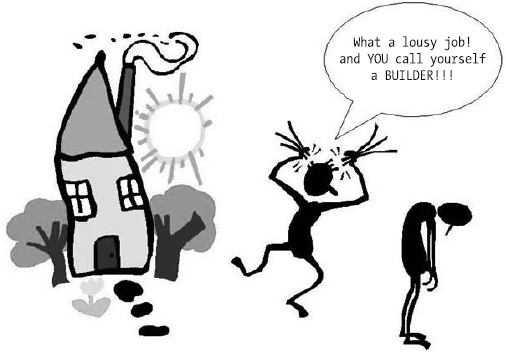 What a lousy job!
and YOU call yourself
a BUILDER!!!